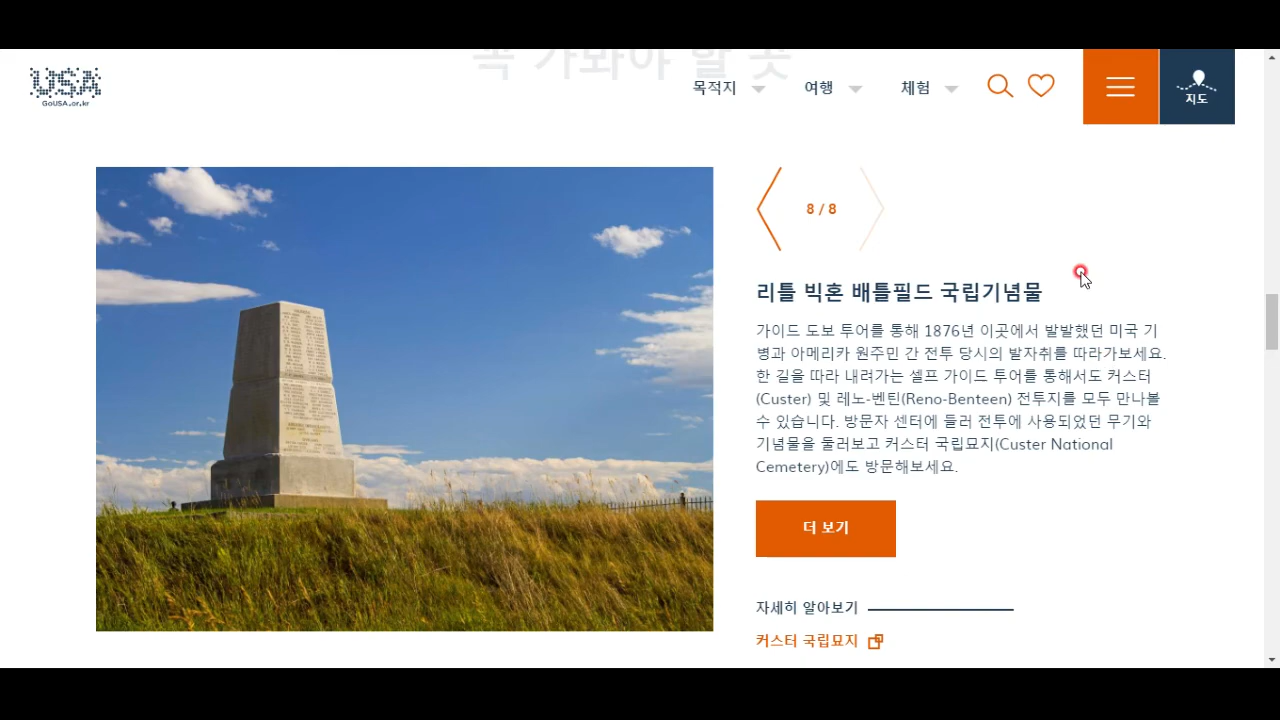 꼭 가봐야 할 곳
USA
GoUSA.or.kr
목적지
여행
체험
지도
8 / 8
리틀 빅혼 배틀필드 국립기념물
가이드 도보 투어를 통해 1876년 이곳에서 발발했던 미국 기
병과 아메리카 원주민 간 전투 당시의 발자취를 따라가보세요.
한 길을 따라 내려가는 셀프 가이드 투어를 통해서도 커스터
(Custer) 및 레노-벤틴(Reno-Benteen) 전투지를 모두 만나볼
수 있습니다. 방문자 센터에 들러 전투에 사용되었던 무기와
기념물을 둘러보고 커스터 국립묘지(Custer National
Cemetery)에도 방문해보세요.
더 보기
자세히 알아보기
커스터 국립묘지